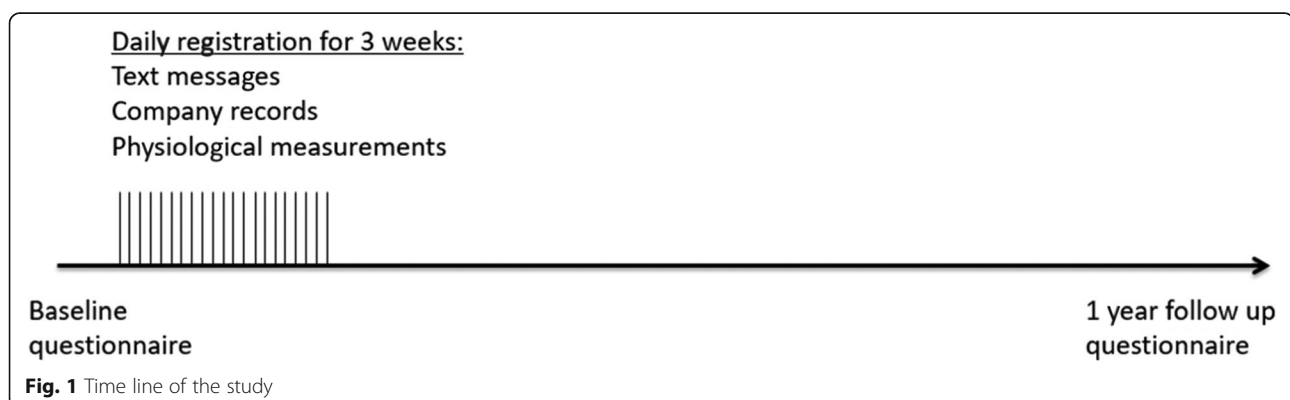 Daily registration for 3 weeks:
Text messages
Company records
Physiological measurements
Baseline
questionnaire
1 year follow up
questionnaire
Fig. 1 Time line of the study